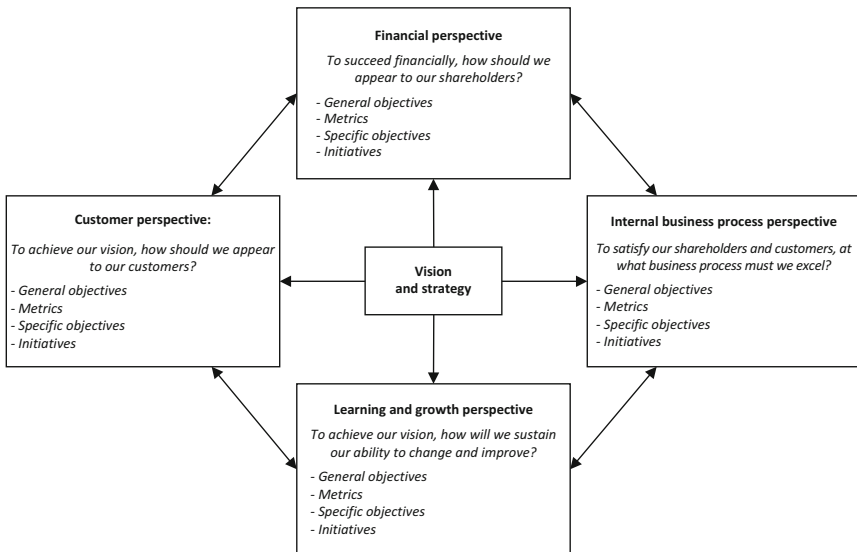 Financial perspective
To succeed financially, how should we
appear to our shareholders?
- General objectives
- Metrics
- Specific objectives
- Initiatives
Customer perspective:
To achieve our vision, how should we appear
to our customers?
- General objectives
- Metrics
- Specific objectives
- Initiatives
Vision
and strategy
Internal business process perspective
To satisfy our shareholders and customers, at
what business process must we excel?
- General objectives
- Metrics
- Specific objectives
- Initiatives
Learning and growth perspective
To achieve our vision, how will we sustain
our ability to change and improve?
- General objectives
- Metrics
- Specific objectives
- Initiatives